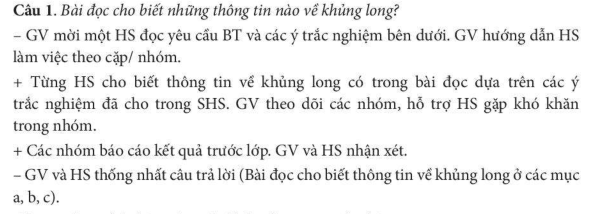 Câu 1. Bài đọc cho biết những thông tin nào về khủng long?
– GV mời một HS đọc yêu cầu BT và các ý trắc nghiệm bên dưới. GV hướng dẫn HS
làm việc theo cặp/ nhóm.
+ Từng HS cho biết thông tin về khủng long có trong bài đọc dựa trên các ý
trắc nghiệm đã cho trong SHS. GV theo dõi các nhóm, hỗ trợ HS gặp khó khăn
trong nhóm.
+ Các nhóm báo cáo kết quả trước lớp. GV và HS nhận xét.
– GV và HS thống nhất câu trả lời (Bài đọc cho biết thông tin về khủng long ở các mục
a, b, c).